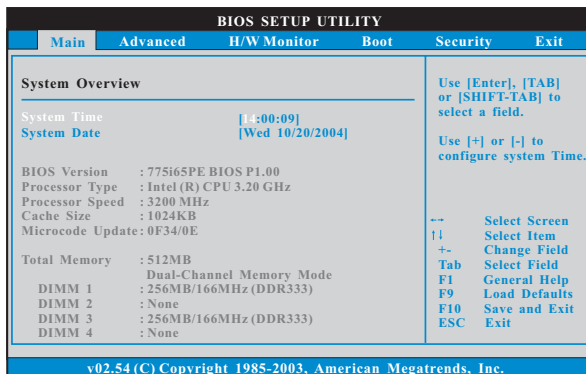 BIOS SETUP UTILITY
Main Advanced H/W Monitor Boot Security Exit
System Overview
System Time [14:00:09]
System Date [Wed 10/20/2004]
BIOS Version : 775i65PE BIOS P1.00
Processor Type : Intel (R) CPU 3.20 GHz
Processor Speed : 3200 MHz
Cache Size : 1024KB
Microcode Update : 0F34/0E
Total Memory : 512MB
Dual-Channel Memory Mode
DIMM 1 : 256MB/166MHz (DDR333)
DIMM 2 : None
DIMM 3 : 256MB/166MHz (DDR333)
DIMM 4 : None
Use [Enter], [TAB]
or [SHIFT-TAB] to
select a field.
Use [+] or [-] to
configure system Time.
←→ Select Screen
↑↓ Select Item
+- Change Field
Tab Select Field
F1 General Help
F9 Load Defaults
F10 Save and Exit
ESC Exit
v02.54 (C) Copyright 1985-2003, American Megatrends, Inc.